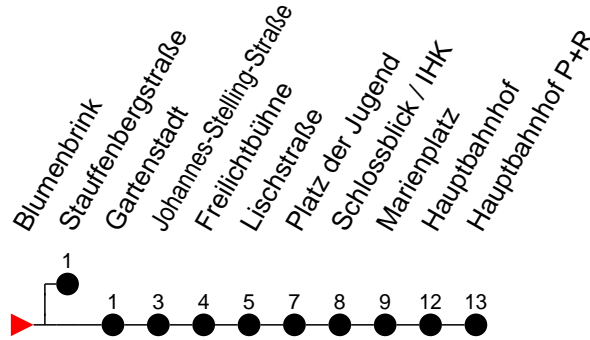 Blumenbrink
Stauffenbergstraße
Gartenstadt
Johannes-Stelling-Straße
Freilichtbühne
Lischstraße
Platz der Jugend
Schlossblick / IHK
Marienplatz
Hauptbahnhof
Hauptbahnhof P+R
1
1 3 4 5 7 8 9 12 13